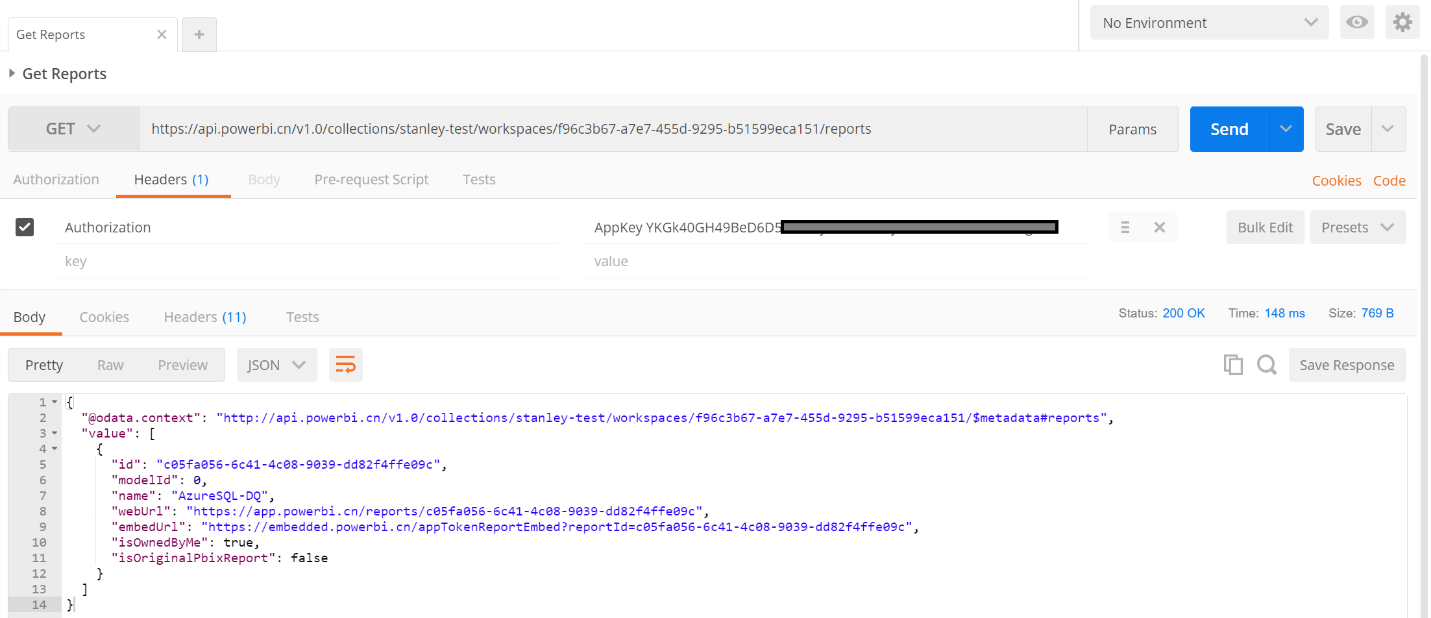 Get Reports
No Environment
Get Reports
GET https://api.powerbi.cn/v1.0/collections/stanley-test/workspaces/f96c3b67-a7e7-455d-9295-b51599eca151/reports Params Send Save
Authorization Headers (1) Body Pre-request Script Tests Cookies Code
Authorization AppKey YKGk40GH49BeD6D5 Bulk Edit Presets
key value
Body Cookies Headers (11) Tests Status: 200 OK Time: 148 ms Size: 769 B
Pretty Raw Preview JSON Save Response
1 {
2 "@odata.context": "http://api.powerbi.cn/v1.0/collections/stanley-test/workspaces/f96c3b67-a7e7-455d-9295-b51599eca151/$metadata#reports",
3 "value": [
4 {
5 "id": "c05fa056-6c41-4c08-9039-dd82f4ffe09c",
6 "modelId": 0,
7 "name": "AzureSQL-DQ",
8 "webUrl": "https://app.powerbi.cn/reports/c05fa056-6c41-4c08-9039-dd82f4ffe09c",
9 "embedUrl": "https://embedded.powerbi.cn/appTokenReportEmbed?reportId=c05fa056-6c41-4c08-9039-dd82f4ffe09c",
10 "isOwnedByMe": true,
11 "isOriginalPbixReport": false
12 }
13 ]
14 }